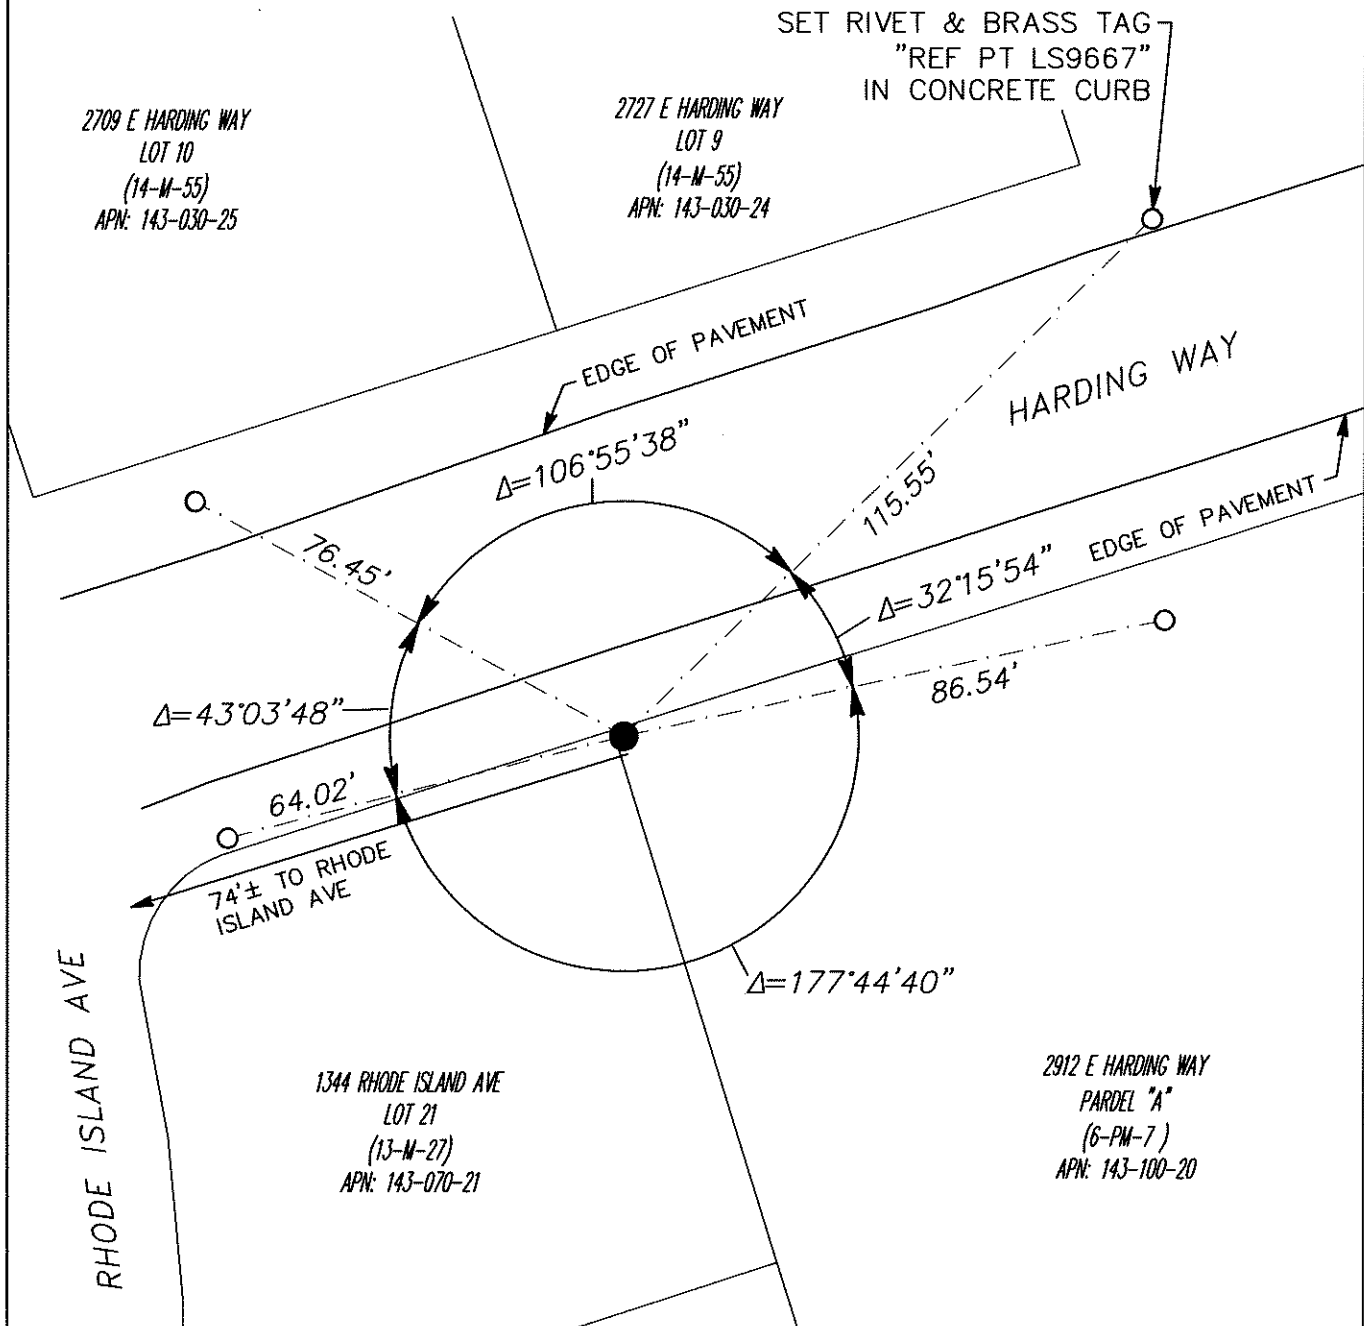 SET RIVET & BRASS TAG
"REF PT LS9667"
IN CONCRETE CURB
2709 E HARDING WAY
LOT 10
(14-M-55)
APN: 143-030-25
2727 E HARDING WAY
LOT 9
(14-M-55)
APN: 143-030-24
EDGE OF PAVEMENT
HARDING WAY
Δ=106°55'38"
115.55'
76.45'
EDGE OF PAVEMENT
Δ=32°15'54"
86.54'
Δ=43°03'48"
64.02'
74'± TO RHODE
ISLAND AVE
Δ=177°44'40"
RHODE ISLAND AVE
1344 RHODE ISLAND AVE
LOT 21
(13-M-27)
APN: 143-070-21
2912 E HARDING WAY
PARDEL "A"
(6-PM-7 )
APN: 143-100-20